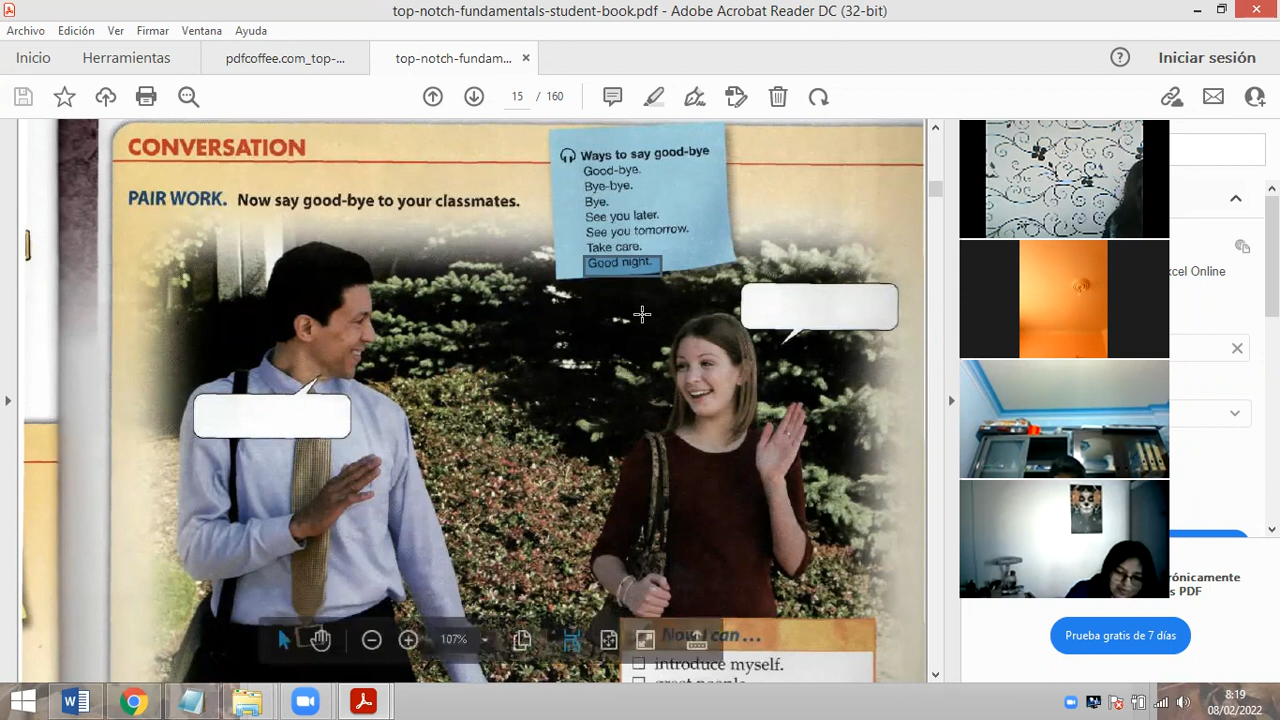 top-notch-fundamentals-student-book.pdf - Adobe Acrobat Reader DC (32-bit)
Archivo Edición Ver Firmar Ventana Ayuda
Inicio Herramientas pdfcoffee.com_top-... top-notch-fundam... × Iniciar sesión
15 / 160
CONVERSATION
PAIR WORK. Now say good-bye to your classmates.
Ways to say good-bye
Good-bye.
Bye-bye.
Bye.
See you later.
See you tomorrow.
Take care.
Good night.
xcel Online
107%
Now I can ...
introduce myself.
great people
rónicamente
s PDF
Prueba gratis de 7 días
8:19
08/02/2022